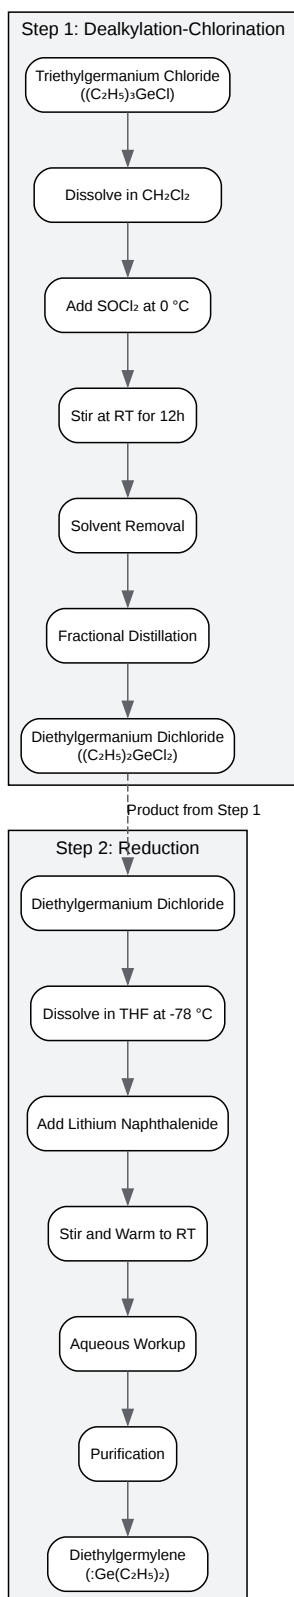 Step 1: Dealkylation-Chlorination
Triethylgermanium Chloride
((C₂H₅)₃GeCl)
Dissolve in CH₂Cl₂
Add SOCl₂ at 0 °C
Stir at RT for 12h
Solvent Removal
Fractional Distillation
Diethylgermanium Dichloride
((C₂H₅)₂GeCl₂)
Product from Step 1
Step 2: Reduction
Diethylgermanium Dichloride
Dissolve in THF at -78 °C
Add Lithium Naphthalenide
Stir and Warm to RT
Aqueous Workup
Purification
Diethylgermylene
(:Ge(C₂H₅)₂)